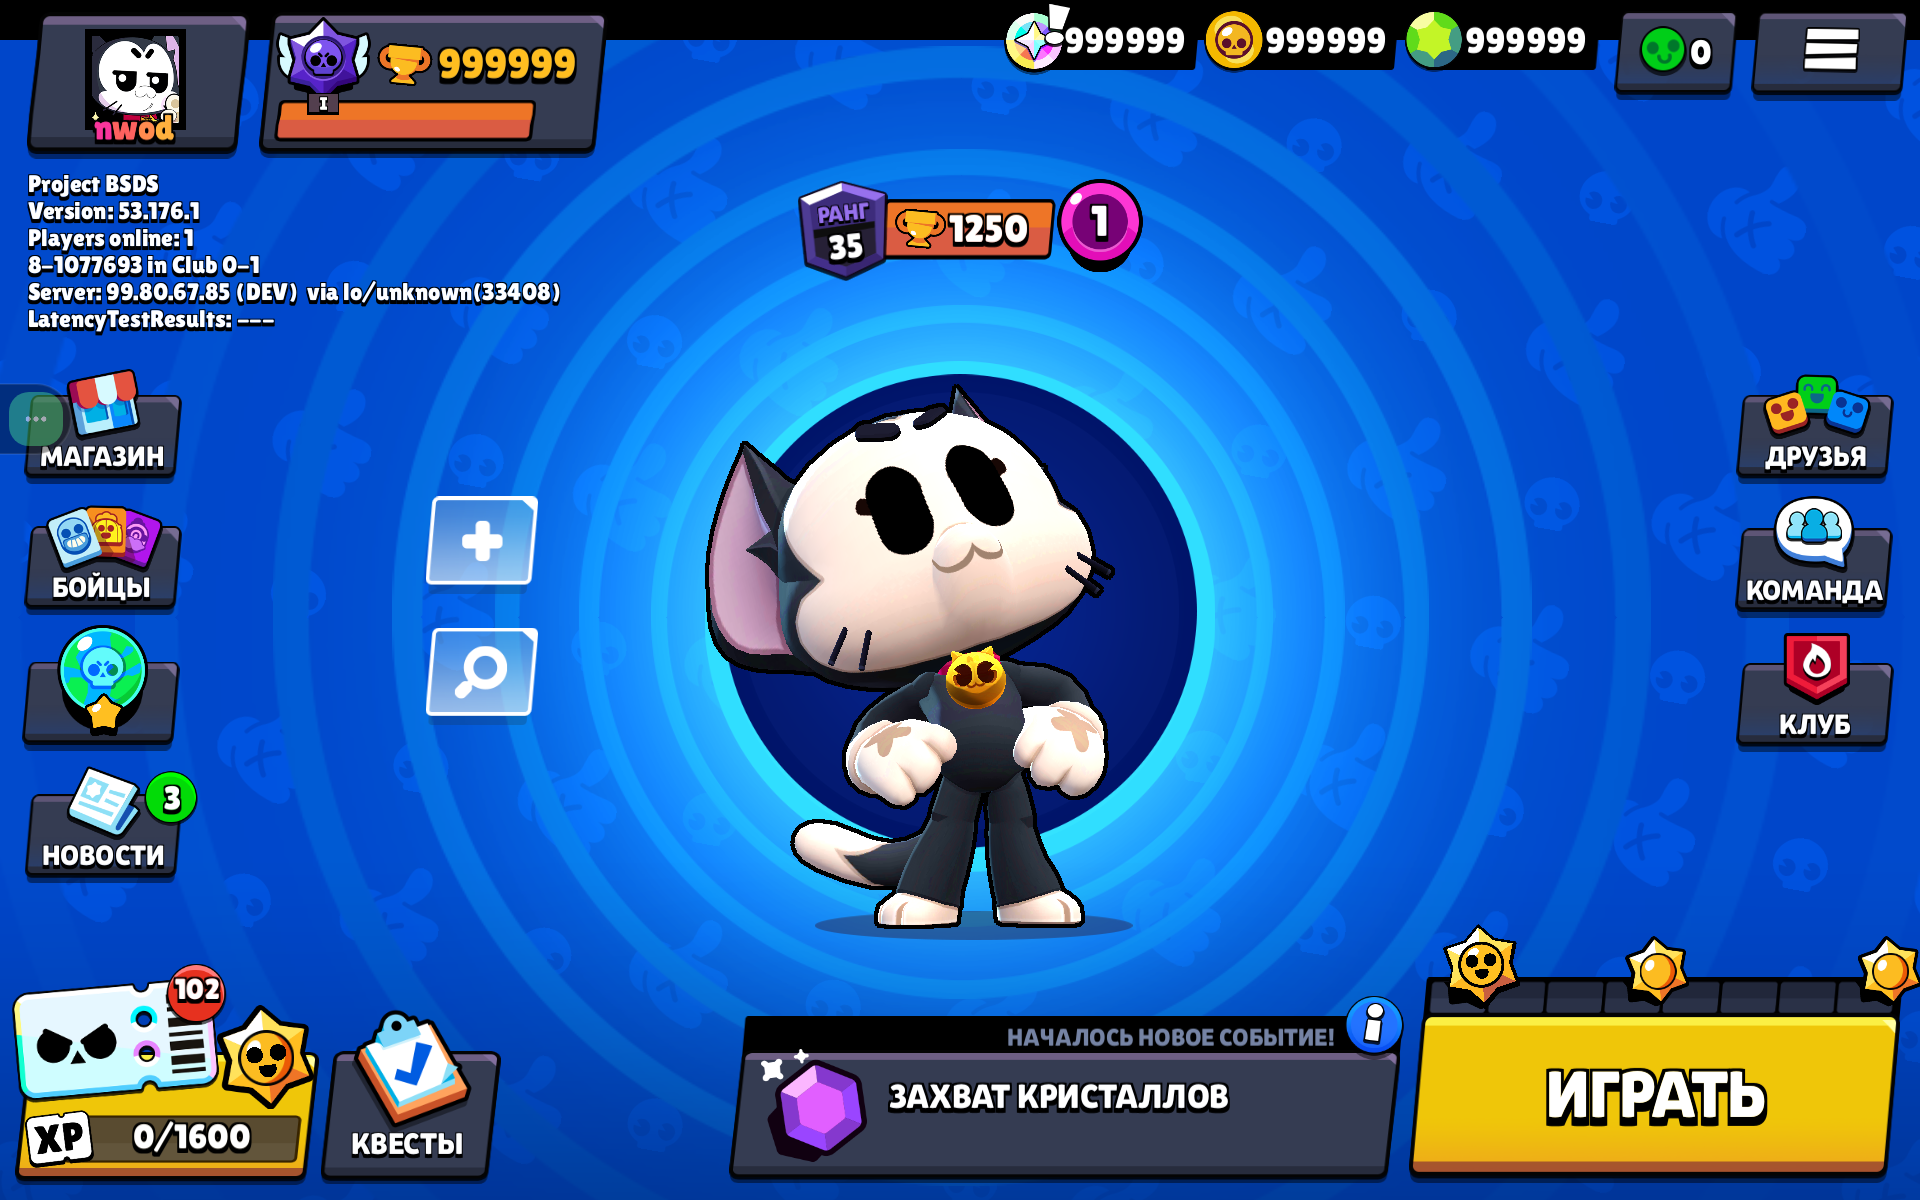 nwod
I
999999
999999
999999
999999
0
Project BSDS
Version: 53.176.1
Players online: 1
8-1077693 in Club 0-1
Server: 99.80.67.85 (DEV) via lo/unknown(33408)
LatencyTestResults: ---
РАНГ
35
1250
1
МАГАЗИН
БОЙЦЫ
3
НОВОСТИ
ДРУЗЬЯ
КОМАНДА
КЛУБ
102
XP
0/1600
КВЕСТЫ
НАЧАЛОСЬ НОВОЕ СОБЫТИЕ!
ЗАХВАТ КРИСТАЛЛОВ
ИГРАТЬ